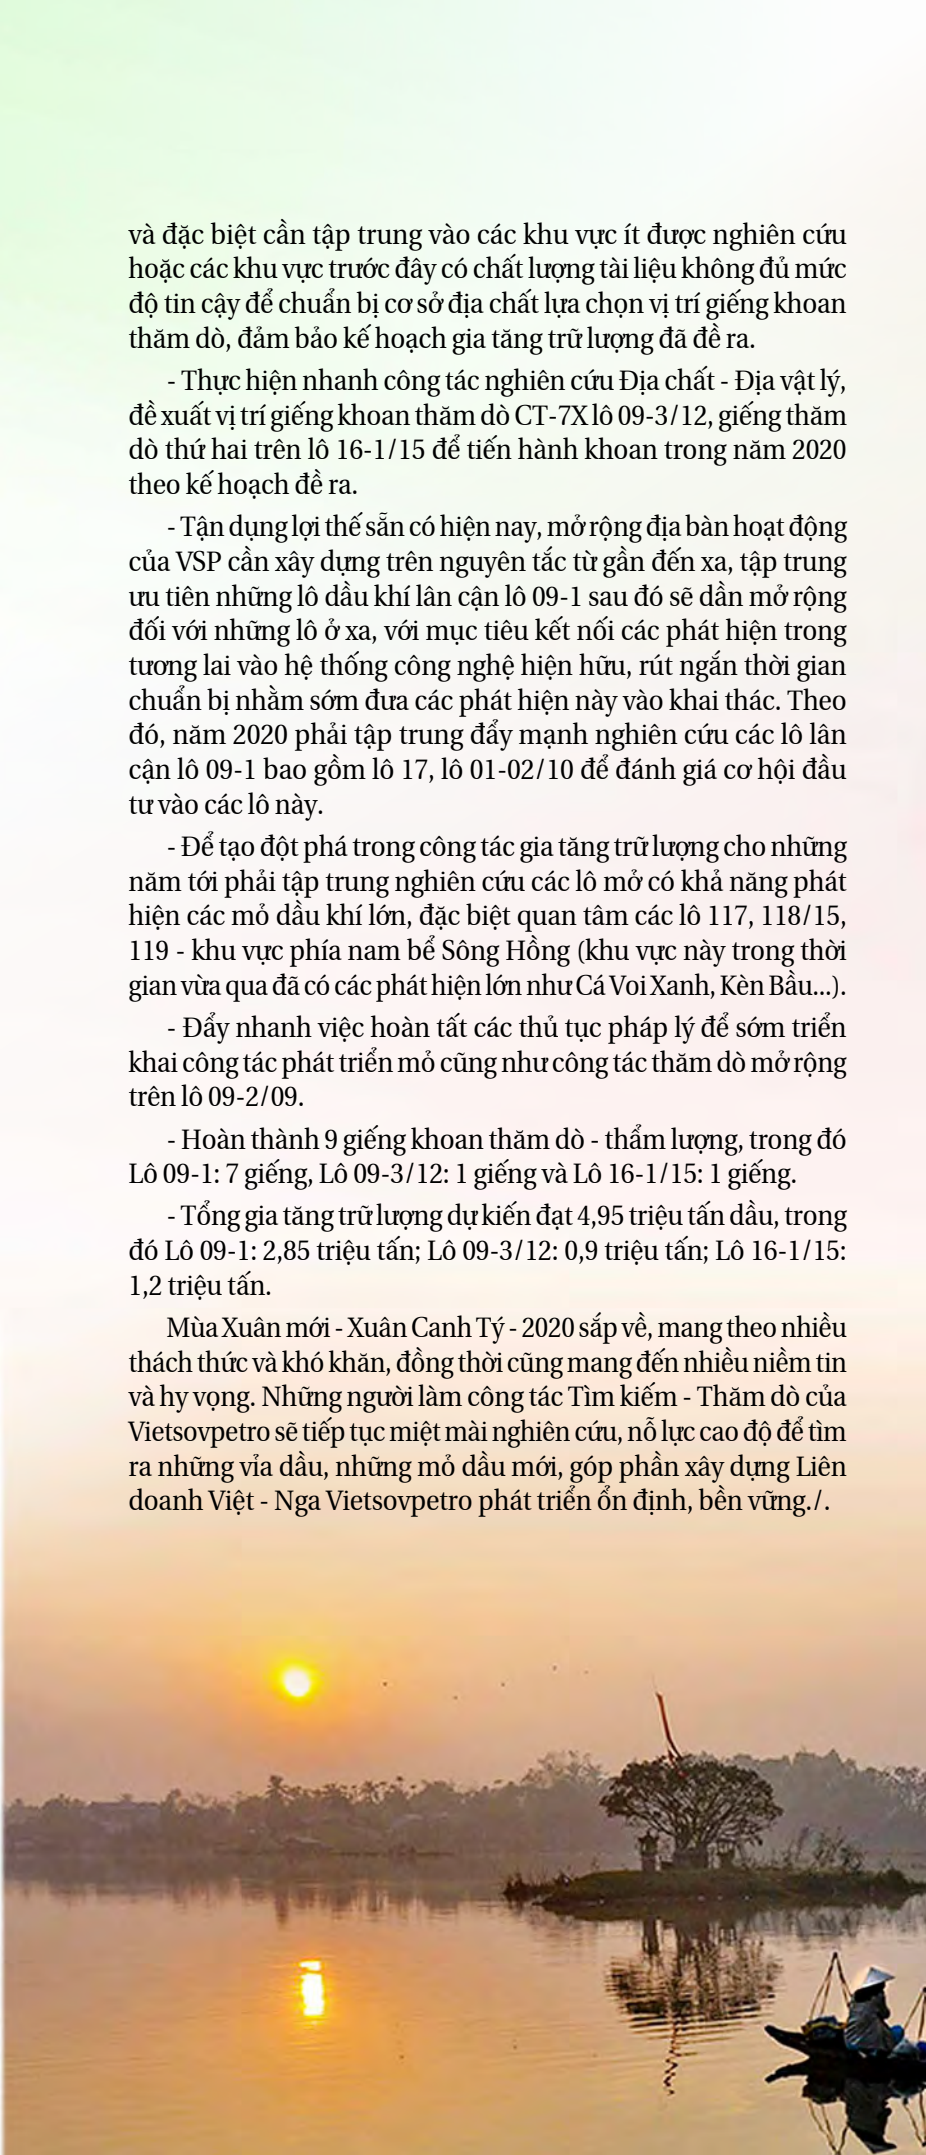 và đặc biệt cần tập trung vào các khu vực ít được nghiên cứu
hoặc các khu vực trước đây có chất lượng tài liệu không đủ mức
độ tin cậy để chuẩn bị cơ sở địa chất lựa chọn vị trí giếng khoan
thăm dò, đảm bảo kế hoạch gia tăng trữ lượng đã đề ra.
- Thực hiện nhanh công tác nghiên cứu Địa chất - Địa vật lý,
đề xuất vị trí giếng khoan thăm dò CT-7X lô 09-3/12, giếng thăm
dò thứ hai trên lô 16-1/15 để tiến hành khoan trong năm 2020
theo kế hoạch đề ra.
- Tận dụng lợi thế sẵn có hiện nay, mở rộng địa bàn hoạt động
của VSP cần xây dựng trên nguyên tắc từ gần đến xa, tập trung
ưu tiên những lô dầu khí lân cận lô 09-1 sau đó sẽ dần mở rộng
đối với những lô ở xa, với mục tiêu kết nối các phát hiện trong
tương lai vào hệ thống công nghệ hiện hữu, rút ngắn thời gian
chuẩn bị nhằm sớm đưa các phát hiện này vào khai thác. Theo
đó, năm 2020 phải tập trung đẩy mạnh nghiên cứu các lô lân
cận lô 09-1 bao gồm lô 17, lô 01-02/10 để đánh giá cơ hội đầu
tư vào các lô này.
- Để tạo đột phá trong công tác gia tăng trữ lượng cho những
năm tới phải tập trung nghiên cứu các lô mở có khả năng phát
hiện các mỏ dầu khí lớn, đặc biệt quan tâm các lô 117, 118/15,
119 - khu vực phía nam bể Sông Hồng (khu vực này trong thời
gian vừa qua đã có các phát hiện lớn như Cá Voi Xanh, Kèn Bầu...).
- Đẩy nhanh việc hoàn tất các thủ tục pháp lý để sớm triển
khai công tác phát triển mỏ cũng như công tác thăm dò mở rộng
trên lô 09-2/09.
- Hoàn thành 9 giếng khoan thăm dò - thẩm lượng, trong đó
Lô 09-1: 7 giếng, Lô 09-3/12: 1 giếng và Lô 16-1/15: 1 giếng.
- Tổng gia tăng trữ lượng dự kiến đạt 4,95 triệu tấn dầu, trong
đó Lô 09-1: 2,85 triệu tấn; Lô 09-3/12: 0,9 triệu tấn; Lô 16-1/15:
1,2 triệu tấn.
Mùa Xuân mới - Xuân Canh Tý - 2020 sắp về, mang theo nhiều
thách thức và khó khăn, đồng thời cũng mang đến nhiều niềm tin
và hy vọng. Những người làm công tác Tìm kiếm - Thăm dò của
Vietsovpetro sẽ tiếp tục miệt mài nghiên cứu, nỗ lực cao độ để tìm
ra những vỉa dầu, những mỏ dầu mới, góp phần xây dựng Liên
doanh Việt - Nga Vietsovpetro phát triển ổn định, bền vững./.